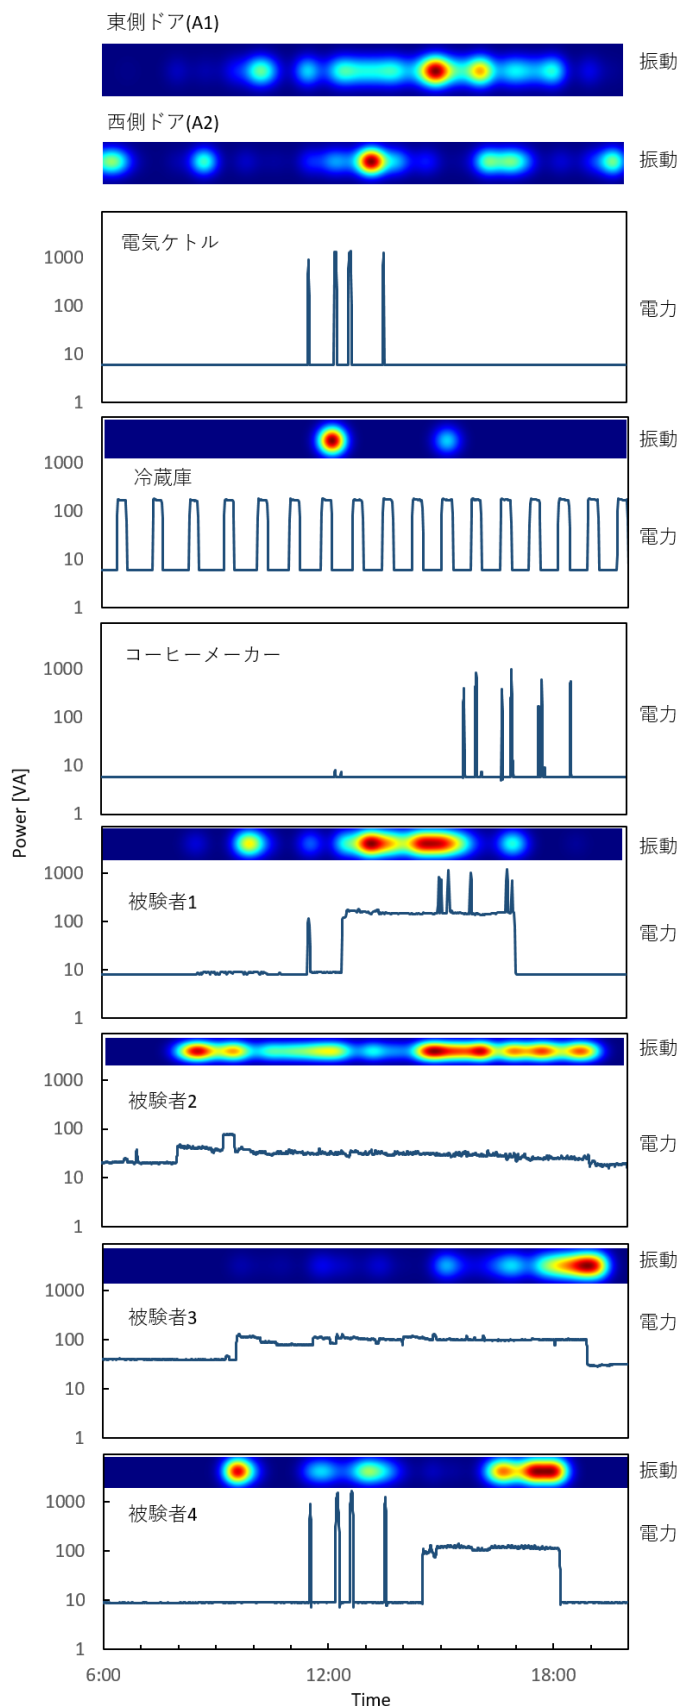 東側ドア(A1)
振動
西側ドア(A2)
振動
電気ケトル
1000
100
10
1
電力
振動
冷蔵庫
1000
100
10
1
電力
コーヒーメーカー
1000
100
10
1
電力
Power [VA]
振動
被験者1
1000
100
10
1
電力
振動
被験者2
1000
100
10
1
電力
振動
被験者3
1000
100
10
1
電力
振動
被験者4
1000
100
10
1
電力
6:00
12:00
18:00
Time